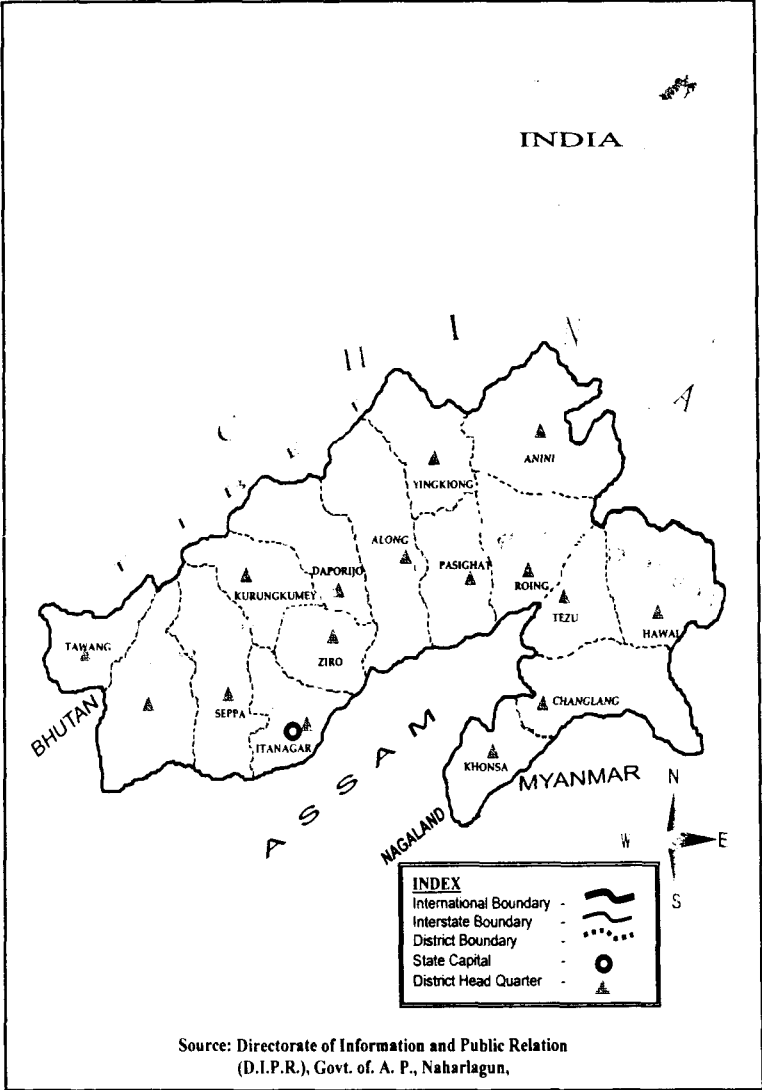 INDIA
C H I N A
T I B E T
ANINI
YINGKIONG
ALONG
PASIGHAT
DAPORIJO
ROING
KURUNGKUMEY
TEZU
HAWAI
TAWANG
ZIRO
SEPPA
CHANGLANG
ITANAGAR
KHONSA
BHUTAN
ASSAM
NAGALAND
MYANMAR
N
W
E
S
INDEX
International Boundary -
Interstate Boundary -
District Boundary -
State Capital -
District Head Quarter -
Source: Directorate of Information and Public Relation
(D.I.P.R.), Govt. of. A. P., Naharlagun,